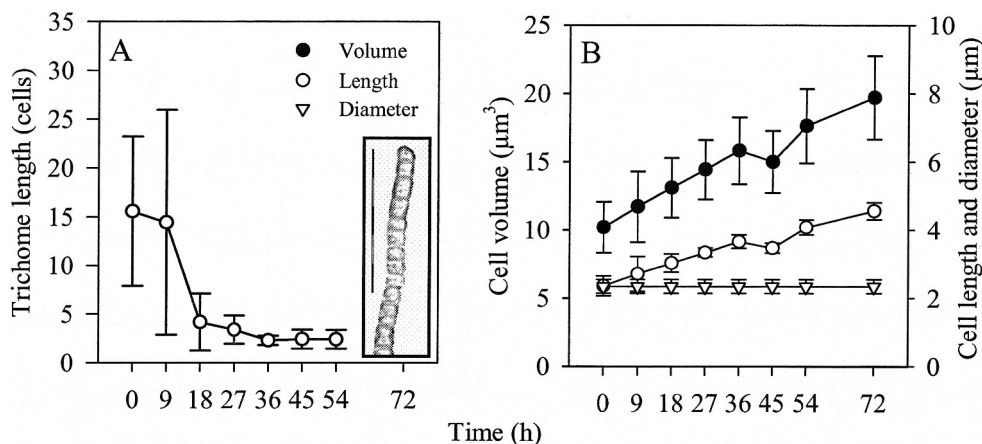 A
Volume
Length
Diameter
Trichome length (cells)
35
30
25
20
15
10
5
0
0 9 18 27 36 45 54 72
B
Cell volume (µm³)
25
20
15
10
5
0
10
8
6
4
2
0
Cell length and diameter (µm)
0 9 18 27 36 45 54 72
Time (h)